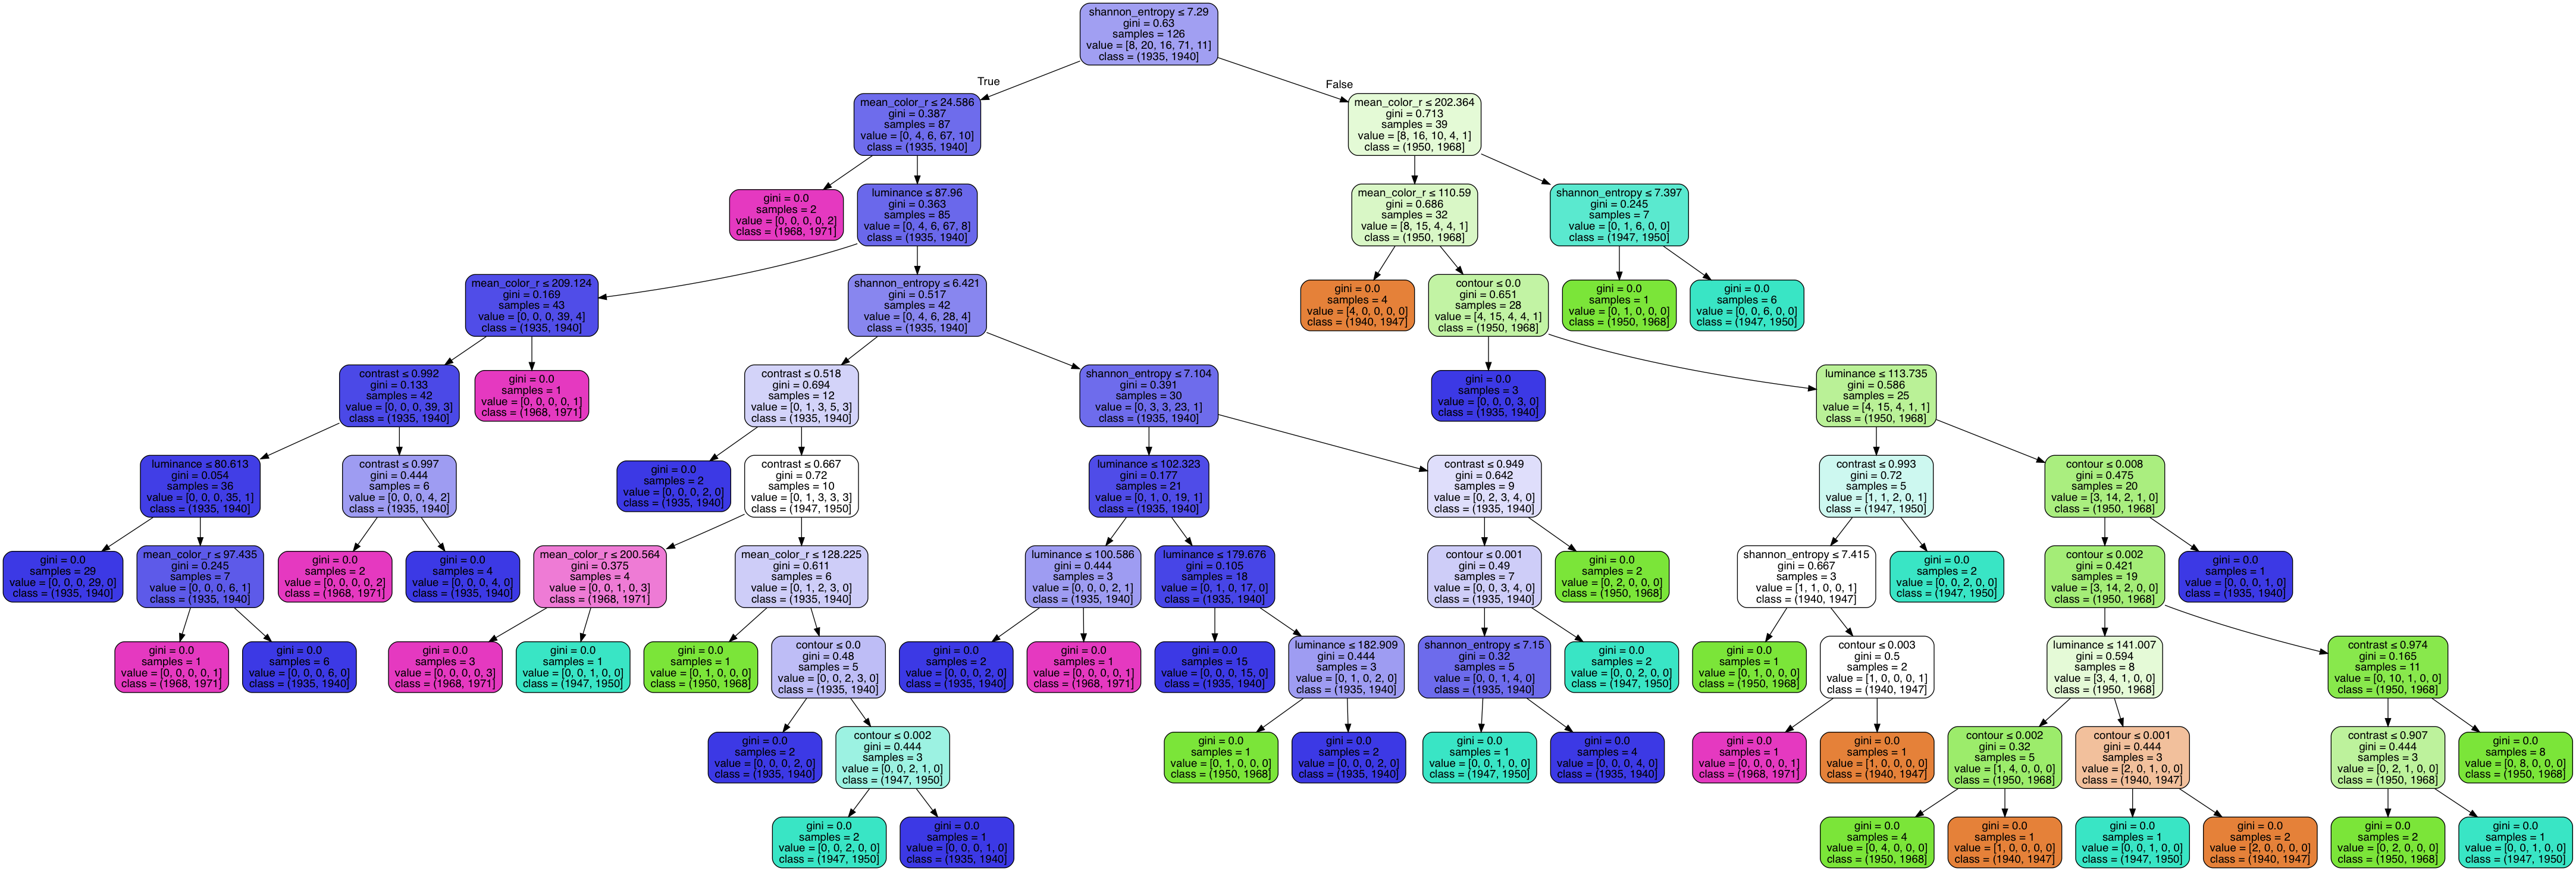 shannon_entropy ≤ 7.29
gini = 0.63
samples = 126
value = [8, 20, 16, 71, 11]
class = (1935, 1940]
True
False
mean_color_r ≤ 24.586
gini = 0.387
samples = 87
value = [0, 4, 6, 67, 10]
class = (1935, 1940]
mean_color_r ≤ 202.364
gini = 0.713
samples = 39
value = [8, 16, 10, 4, 1]
class = (1950, 1968]
gini = 0.0
samples = 2
value = [0, 0, 0, 0, 2]
class = (1968, 1971]
luminance ≤ 87.96
gini = 0.363
samples = 85
value = [0, 4, 6, 67, 8]
class = (1935, 1940]
mean_color_r ≤ 110.59
gini = 0.686
samples = 32
value = [8, 15, 4, 4, 1]
class = (1950, 1968]
shannon_entropy ≤ 7.397
gini = 0.245
samples = 7
value = [0, 1, 6, 0, 0]
class = (1947, 1950]
mean_color_r ≤ 209.124
gini = 0.169
samples = 43
value = [0, 0, 0, 39, 4]
class = (1935, 1940]
shannon_entropy ≤ 6.421
gini = 0.517
samples = 42
value = [0, 4, 6, 28, 4]
class = (1935, 1940]
gini = 0.0
samples = 4
value = [4, 0, 0, 0, 0]
class = (1940, 1947]
contour ≤ 0.0
gini = 0.651
samples = 28
value = [4, 15, 4, 4, 1]
class = (1950, 1968]
gini = 0.0
samples = 1
value = [0, 1, 0, 0, 0]
class = (1950, 1968]
gini = 0.0
samples = 6
value = [0, 0, 6, 0, 0]
class = (1947, 1950]
contrast ≤ 0.992
gini = 0.133
samples = 42
value = [0, 0, 0, 39, 3]
class = (1935, 1940]
gini = 0.0
samples = 1
value = [0, 0, 0, 0, 1]
class = (1968, 1971]
contrast ≤ 0.518
gini = 0.694
samples = 12
value = [0, 1, 3, 5, 3]
class = (1935, 1940]
shannon_entropy ≤ 7.104
gini = 0.391
samples = 30
value = [0, 3, 3, 23, 1]
class = (1935, 1940]
gini = 0.0
samples = 3
value = [0, 0, 0, 3, 0]
class = (1935, 1940]
luminance ≤ 113.735
gini = 0.586
samples = 25
value = [4, 15, 4, 1, 1]
class = (1950, 1968]
luminance ≤ 80.613
gini = 0.054
samples = 36
value = [0, 0, 0, 35, 1]
class = (1935, 1940]
contrast ≤ 0.997
gini = 0.444
samples = 6
value = [0, 0, 0, 4, 2]
class = (1935, 1940]
gini = 0.0
samples = 2
value = [0, 0, 0, 2, 0]
class = (1935, 1940]
contrast ≤ 0.667
gini = 0.72
samples = 10
value = [0, 1, 3, 3, 3]
class = (1947, 1950]
luminance ≤ 102.323
gini = 0.177
samples = 21
value = [0, 1, 0, 19, 1]
class = (1935, 1940]
contrast ≤ 0.949
gini = 0.642
samples = 9
value = [0, 2, 3, 4, 0]
class = (1935, 1940]
contrast ≤ 0.993
gini = 0.72
samples = 5
value = [1, 1, 2, 0, 1]
class = (1947, 1950]
contour ≤ 0.008
gini = 0.475
samples = 20
value = [3, 14, 2, 1, 0]
class = (1950, 1968]
gini = 0.0
samples = 29
value = [0, 0, 0, 29, 0]
class = (1935, 1940]
mean_color_r ≤ 97.435
gini = 0.245
samples = 7
value = [0, 0, 0, 6, 1]
class = (1935, 1940]
gini = 0.0
samples = 2
value = [0, 0, 0, 0, 2]
class = (1968, 1971]
gini = 0.0
samples = 4
value = [0, 0, 0, 4, 0]
class = (1935, 1940]
mean_color_r ≤ 200.564
gini = 0.375
samples = 4
value = [0, 0, 1, 0, 3]
class = (1968, 1971]
mean_color_r ≤ 128.225
gini = 0.611
samples = 6
value = [0, 1, 2, 3, 0]
class = (1935, 1940]
luminance ≤ 100.586
gini = 0.444
samples = 3
value = [0, 0, 0, 2, 1]
class = (1935, 1940]
luminance ≤ 179.676
gini = 0.105
samples = 18
value = [0, 1, 0, 17, 0]
class = (1935, 1940]
contour ≤ 0.001
gini = 0.49
samples = 7
value = [0, 0, 3, 4, 0]
class = (1935, 1940]
gini = 0.0
samples = 2
value = [0, 2, 0, 0, 0]
class = (1950, 1968]
shannon_entropy ≤ 7.415
gini = 0.667
samples = 3
value = [1, 1, 0, 0, 1]
class = (1940, 1947]
gini = 0.0
samples = 2
value = [0, 0, 2, 0, 0]
class = (1947, 1950]
contour ≤ 0.002
gini = 0.421
samples = 19
value = [3, 14, 2, 0, 0]
class = (1950, 1968]
gini = 0.0
samples = 1
value = [0, 0, 0, 1, 0]
class = (1935, 1940]
gini = 0.0
samples = 1
value = [0, 0, 0, 0, 1]
class = (1968, 1971]
gini = 0.0
samples = 6
value = [0, 0, 0, 6, 0]
class = (1935, 1940]
gini = 0.0
samples = 3
value = [0, 0, 0, 0, 3]
class = (1968, 1971]
gini = 0.0
samples = 1
value = [0, 0, 1, 0, 0]
class = (1947, 1950]
gini = 0.0
samples = 1
value = [0, 1, 0, 0, 0]
class = (1950, 1968]
contour ≤ 0.0
gini = 0.48
samples = 5
value = [0, 0, 2, 3, 0]
class = (1935, 1940]
gini = 0.0
samples = 2
value = [0, 0, 0, 2, 0]
class = (1935, 1940]
gini = 0.0
samples = 1
value = [0, 0, 0, 0, 1]
class = (1968, 1971]
gini = 0.0
samples = 15
value = [0, 0, 0, 15, 0]
class = (1935, 1940]
luminance ≤ 182.909
gini = 0.444
samples = 3
value = [0, 1, 0, 2, 0]
class = (1935, 1940]
shannon_entropy ≤ 7.15
gini = 0.32
samples = 5
value = [0, 0, 1, 4, 0]
class = (1935, 1940]
gini = 0.0
samples = 2
value = [0, 0, 2, 0, 0]
class = (1947, 1950]
gini = 0.0
samples = 1
value = [0, 1, 0, 0, 0]
class = (1950, 1968]
contour ≤ 0.003
gini = 0.5
samples = 2
value = [1, 0, 0, 0, 1]
class = (1940, 1947]
luminance ≤ 141.007
gini = 0.594
samples = 8
value = [3, 4, 1, 0, 0]
class = (1950, 1968]
contrast ≤ 0.974
gini = 0.165
samples = 11
value = [0, 10, 1, 0, 0]
class = (1950, 1968]
gini = 0.0
samples = 2
value = [0, 0, 0, 2, 0]
class = (1935, 1940]
contour ≤ 0.002
gini = 0.444
samples = 3
value = [0, 0, 2, 1, 0]
class = (1947, 1950]
gini = 0.0
samples = 1
value = [0, 1, 0, 0, 0]
class = (1950, 1968]
gini = 0.0
samples = 2
value = [0, 0, 0, 2, 0]
class = (1935, 1940]
gini = 0.0
samples = 1
value = [0, 0, 1, 0, 0]
class = (1947, 1950]
gini = 0.0
samples = 4
value = [0, 0, 0, 4, 0]
class = (1935, 1940]
gini = 0.0
samples = 1
value = [0, 0, 0, 0, 1]
class = (1968, 1971]
gini = 0.0
samples = 1
value = [1, 0, 0, 0, 0]
class = (1940, 1947]
contour ≤ 0.002
gini = 0.32
samples = 5
value = [1, 4, 0, 0, 0]
class = (1950, 1968]
contour ≤ 0.001
gini = 0.444
samples = 3
value = [2, 0, 1, 0, 0]
class = (1940, 1947]
contrast ≤ 0.907
gini = 0.444
samples = 3
value = [0, 2, 1, 0, 0]
class = (1950, 1968]
gini = 0.0
samples = 8
value = [0, 8, 0, 0, 0]
class = (1950, 1968]
gini = 0.0
samples = 2
value = [0, 0, 2, 0, 0]
class = (1947, 1950]
gini = 0.0
samples = 1
value = [0, 0, 0, 1, 0]
class = (1935, 1940]
gini = 0.0
samples = 4
value = [0, 4, 0, 0, 0]
class = (1950, 1968]
gini = 0.0
samples = 1
value = [1, 0, 0, 0, 0]
class = (1940, 1947]
gini = 0.0
samples = 1
value = [0, 0, 1, 0, 0]
class = (1947, 1950]
gini = 0.0
samples = 2
value = [2, 0, 0, 0, 0]
class = (1940, 1947]
gini = 0.0
samples = 2
value = [0, 2, 0, 0, 0]
class = (1950, 1968]
gini = 0.0
samples = 1
value = [0, 0, 1, 0, 0]
class = (1947, 1950]